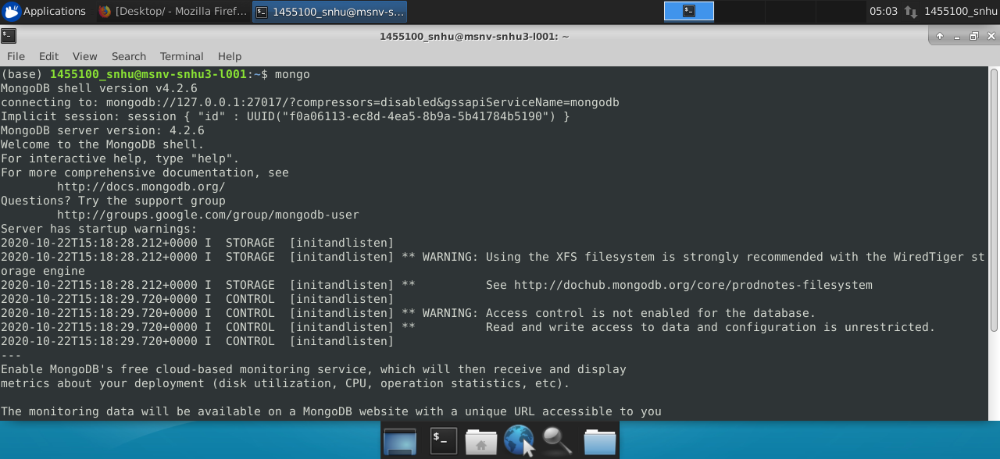 Applications
[Desktop/ - Mozilla Firef...
1455100_snhu@msnv-s...
05:03
1455100_snhu
1455100_snhu@msnv-snhu3-l001: ~
File Edit View Search Terminal Help
(base) 1455100_snhu@msnv-snhu3-l001:~$ mongo
MongoDB shell version v4.2.6
connecting to: mongodb://127.0.0.1:27017/?compressors=disabled&gssapiServiceName=mongodb
Implicit session: session { "id" : UUID("f0a06113-ec8d-4ea5-8b9a-5b41784b5190") }
MongoDB server version: 4.2.6
Welcome to the MongoDB shell.
For interactive help, type "help".
For more comprehensive documentation, see
http://docs.mongodb.org/
Questions? Try the support group
http://groups.google.com/group/mongodb-user
Server has startup warnings:
2020-10-22T15:18:28.212+0000 I  STORAGE  [initandlisten]
2020-10-22T15:18:28.212+0000 I  STORAGE  [initandlisten] ** WARNING: Using the XFS filesystem is strongly recommended with the WiredTiger st
orage engine
2020-10-22T15:18:28.212+0000 I  STORAGE  [initandlisten] **          See http://dochub.mongodb.org/core/prodnotes-filesystem
2020-10-22T15:18:29.720+0000 I  CONTROL  [initandlisten]
2020-10-22T15:18:29.720+0000 I  CONTROL  [initandlisten] ** WARNING: Access control is not enabled for the database.
2020-10-22T15:18:29.720+0000 I  CONTROL  [initandlisten] **          Read and write access to data and configuration is unrestricted.
2020-10-22T15:18:29.720+0000 I  CONTROL  [initandlisten]
---
Enable MongoDB's free cloud-based monitoring service, which will then receive and display
metrics about your deployment (disk utilization, CPU, operation statistics, etc).
The monitoring data will be available on a MongoDB website with a unique URL accessible to you